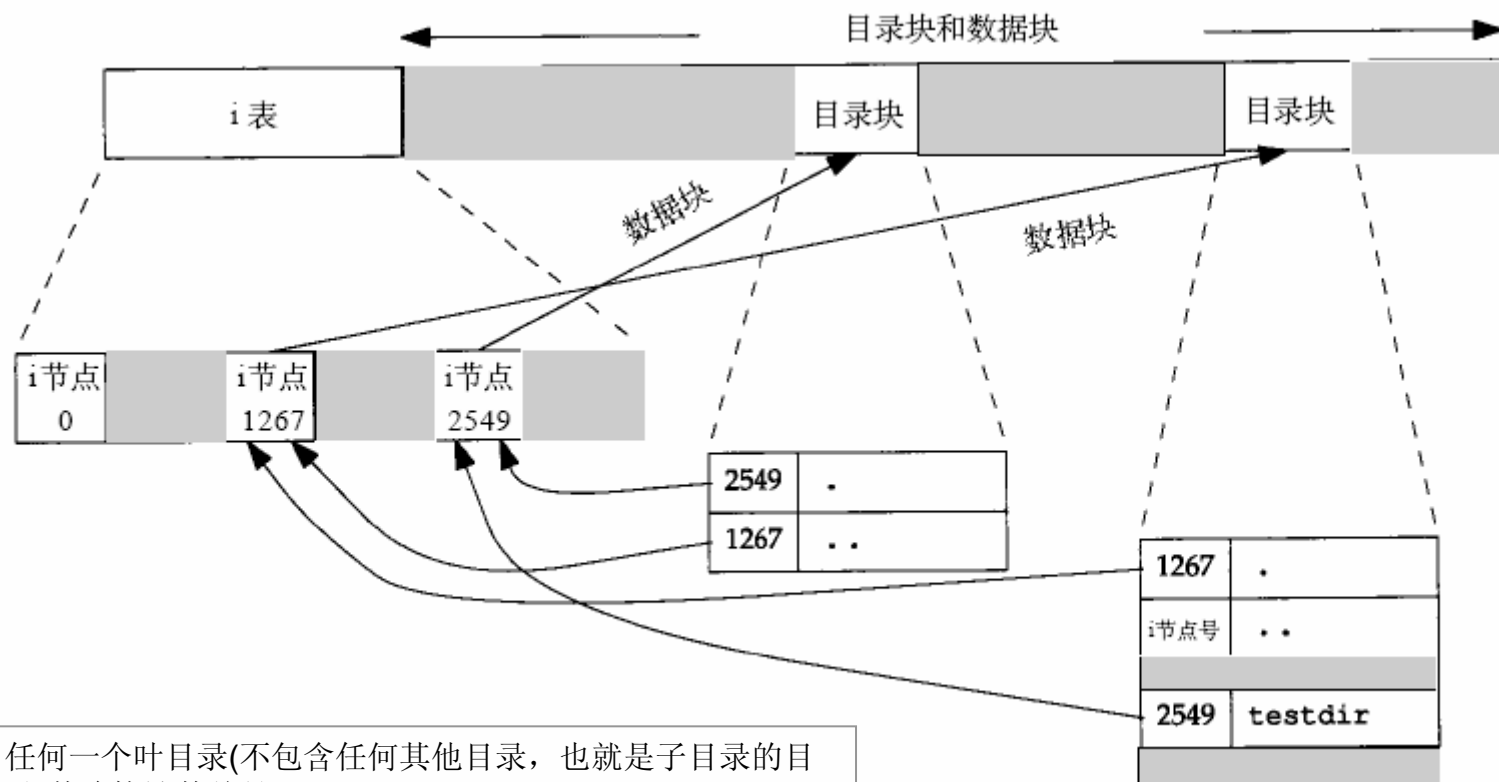 目录块和数据块
i 表
目录块
目录块
数据块
数据块
i节点
0
i节点
1267
i节点
2549
2549 .
1267 ..
1267 .
i节点号 ..
2549 testdir
任何一个叶目录(不包含任何其他目录，也就是子目录的目